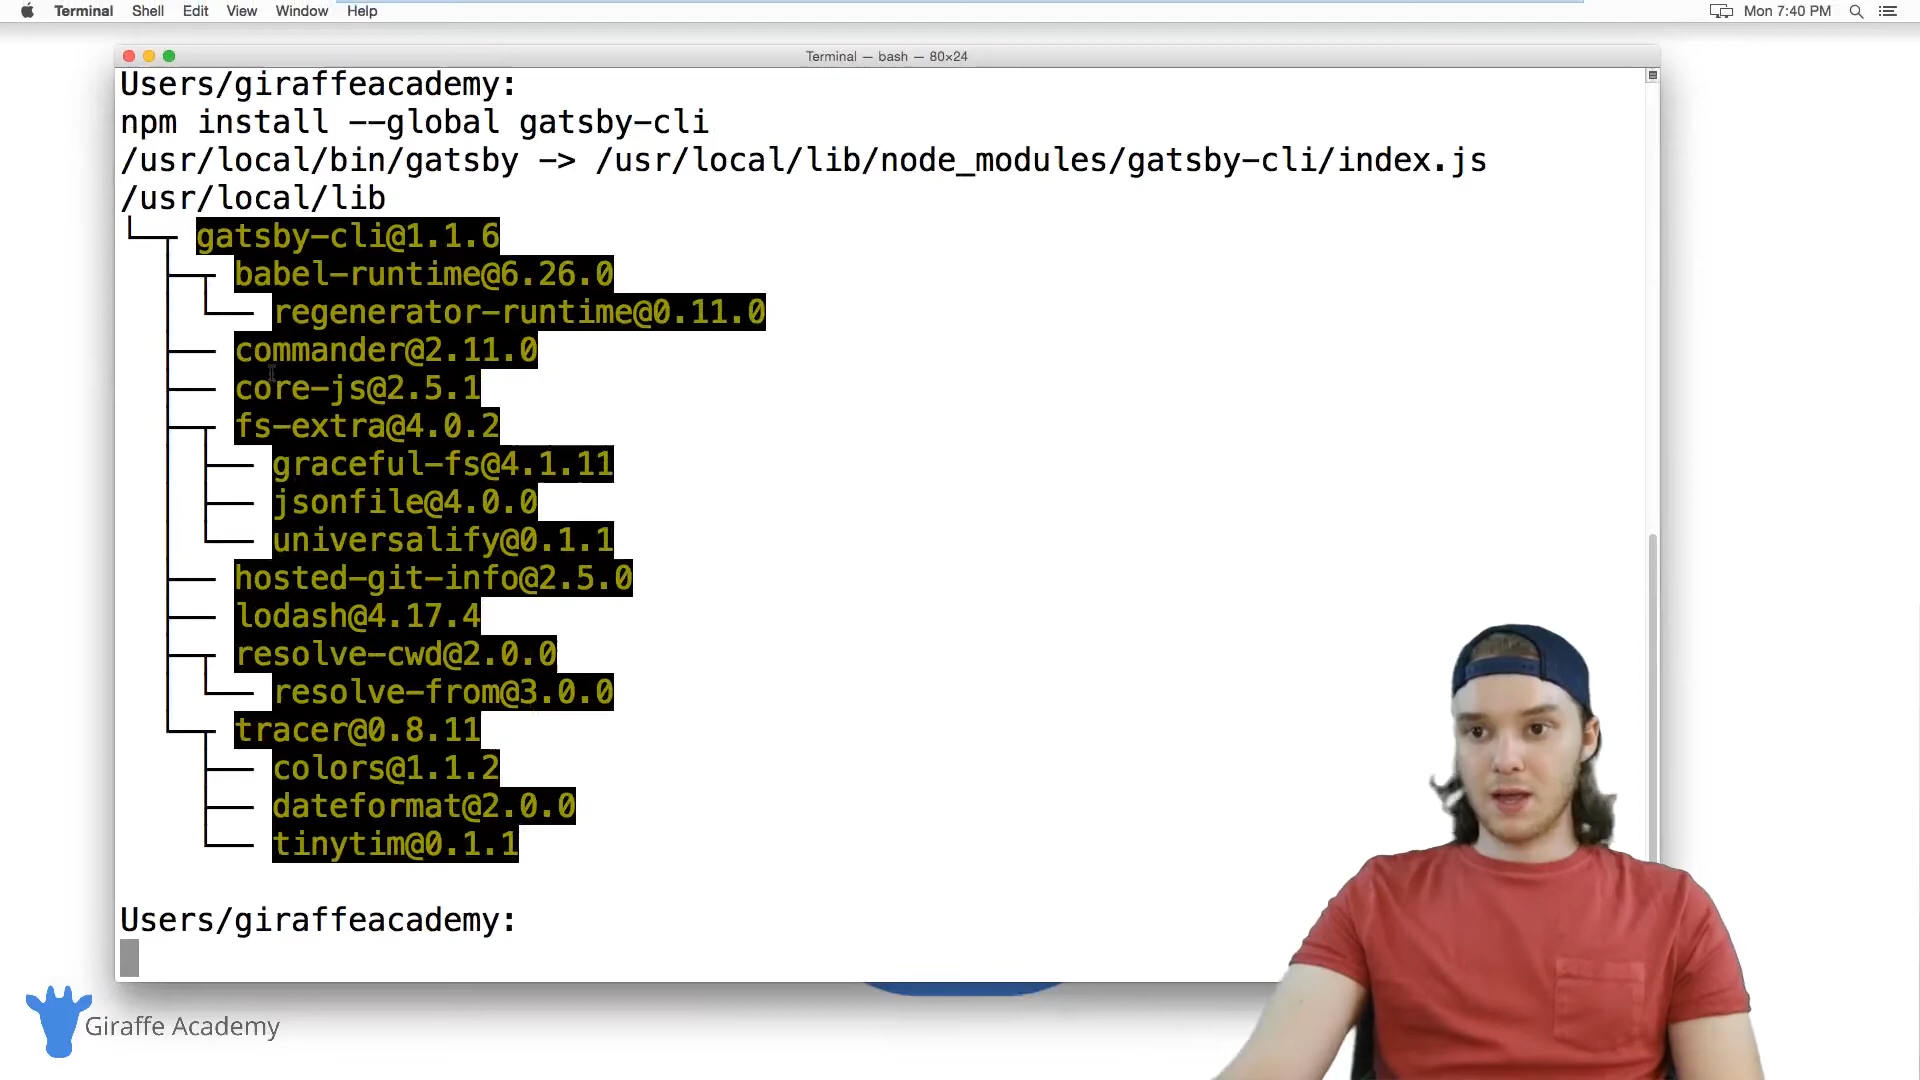 Terminal Shell Edit View Window Help Mon 7:40 PM
Terminal — bash — 80×24
Users/giraffeacademy:
npm install --global gatsby-cli
/usr/local/bin/gatsby -> /usr/local/lib/node_modules/gatsby-cli/index.js
/usr/local/lib
gatsby-cli@1.1.6
babel-runtime@6.26.0
regenerator-runtime@0.11.0
commander@2.11.0
core-js@2.5.1
fs-extra@4.0.2
graceful-fs@4.1.11
jsonfile@4.0.0
universalify@0.1.1
hosted-git-info@2.5.0
lodash@4.17.4
resolve-cwd@2.0.0
resolve-from@3.0.0
tracer@0.8.11
colors@1.1.2
dateformat@2.0.0
tinytim@0.1.1
Users/giraffeacademy:
Giraffe Academy